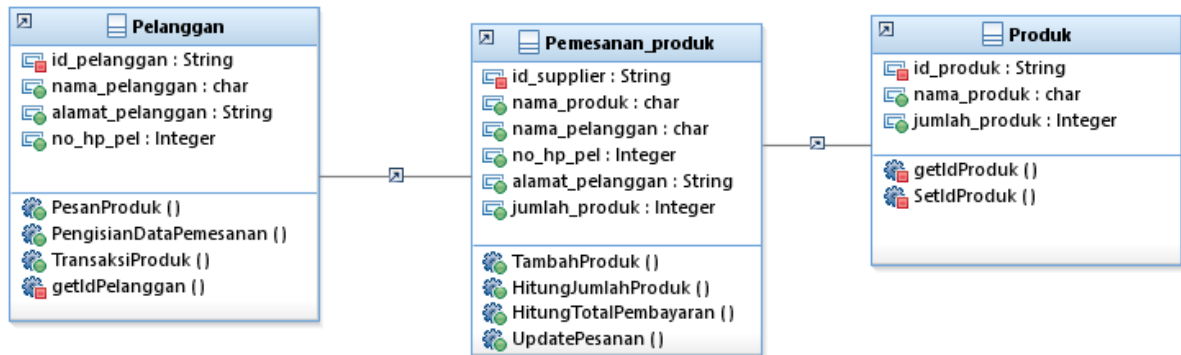 Pelanggan
id_pelanggan : String
nama_pelanggan : char
alamat_pelanggan : String
no_hp_pel : Integer
PesanProduk ()
PengisianDataPemesanan ()
TransaksiProduk ()
getIdPelanggan ()
Pemesanan_produk
id_supplier : String
nama_produk : char
nama_pelanggan : char
no_hp_pel : Integer
alamat_pelanggan : String
jumlah_produk : Integer
TambahProduk ()
HitungJumlahProduk ()
HitungTotalPembayaran ()
UpdatePesanan ()
Produk
id_produk : String
nama_produk : char
jumlah_produk : Integer
getIdProduk ()
SetIdProduk ()